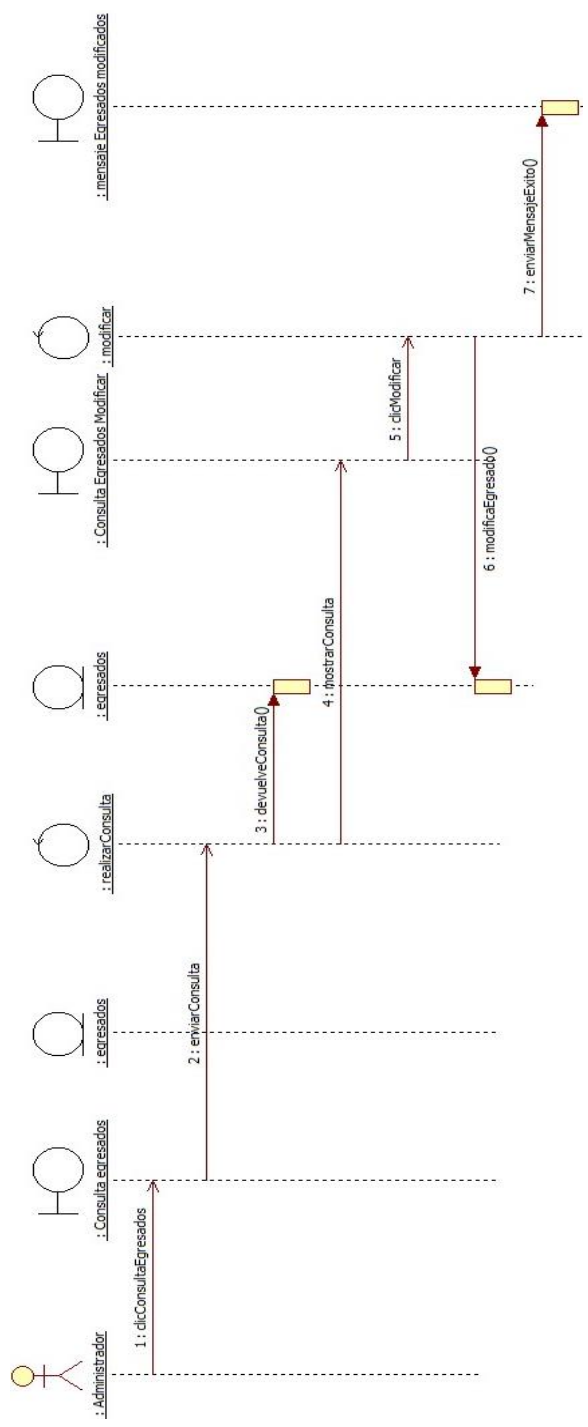 : Administrador
: Consulta egresados
: egresados
: realizarConsulta
: egresados
: Consulta Egresados Modificar
: modificar
: mensaje Egresados modificados
1 : clicConsultaEgresados
2 : enviarConsulta
3 : devuelveConsulta()
4 : mostrarConsulta
5 : clicModificar
6 : modificaEgresado()
7 : enviarMensajeExito()